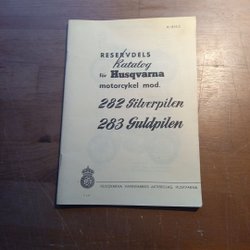 RESERVDELS
Katalog
för Husqvarna
motorcykel mod.
282 Silverpilen
283 Guldpilen
HUSQVARNA VAPENFABRIKS AKTIEBOLAG, HUSQVARNA